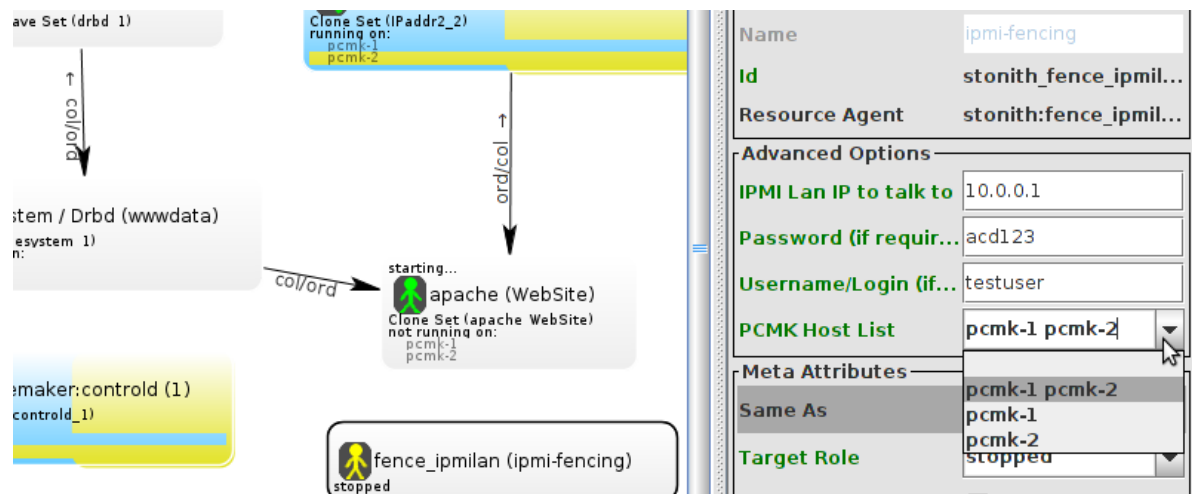 ave Set (drbd 1)
Clone Set (IPaddr2_2)
running on:
pcmk-1
pcmk-2
← col/ord
ord/col →
stem / Drbd (wwwdata)
esystem 1)
n:
col/ord
starting...
apache (WebSite)
Clone Set (apache WebSite)
not running on:
pcmk-1
pcmk-2
emaker:controld (1)
controld_1)
fence_ipmilan (ipmi-fencing)
stopped
Name ipmi-fencing
Id stonith_fence_ipmil...
Resource Agent stonith:fence_ipmil...
Advanced Options
IPMI Lan IP to talk to 10.0.0.1
Password (if requir... acd123
Username/Login (if... testuser
PCMK Host List pcmk-1 pcmk-2
pcmk-1 pcmk-2
pcmk-1
pcmk-2
Meta Attributes
Same As
Target Role stopped